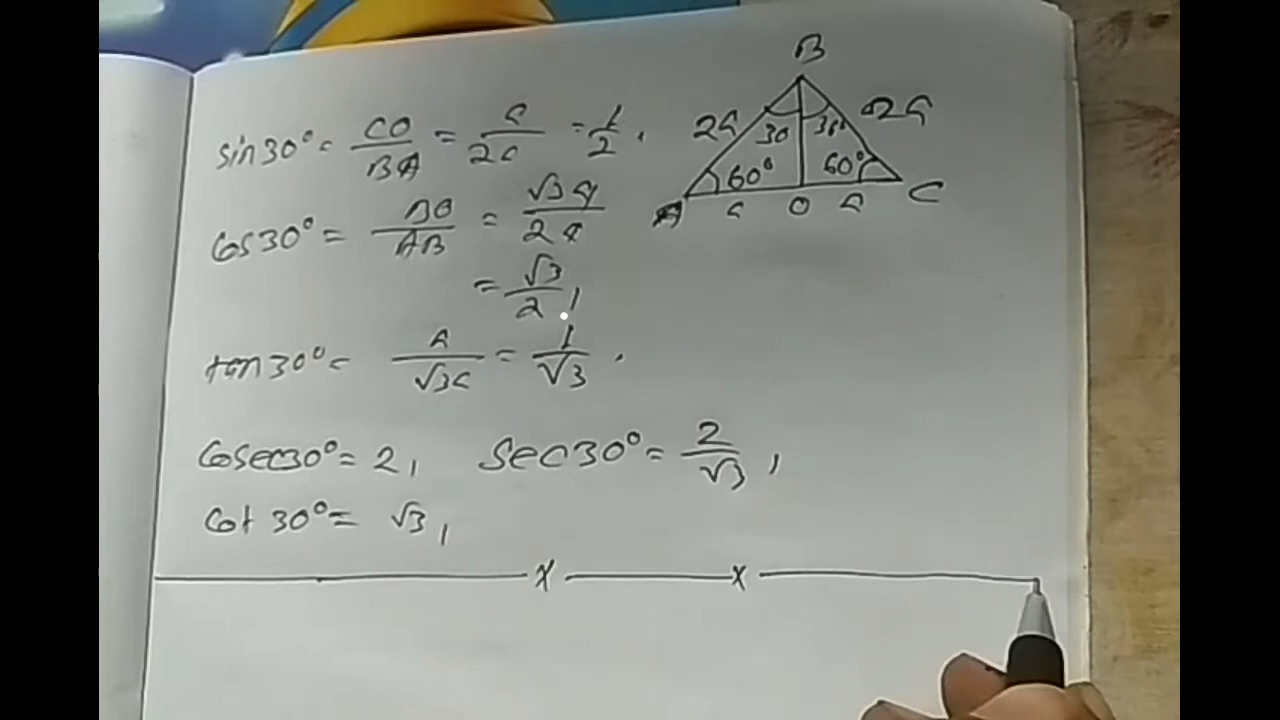 B
sin30° = CO/BA = a/2a = 1/2 .
2a 30 30° 2a
60° 60°
A a O a C
cos30° = BO/AB = √3a/2a
= √3/2 ,
tan30° = a/√3a = 1/√3 .
cosec30° = 2, sec30° = 2/√3 ,
cot 30° = √3 ,
x x